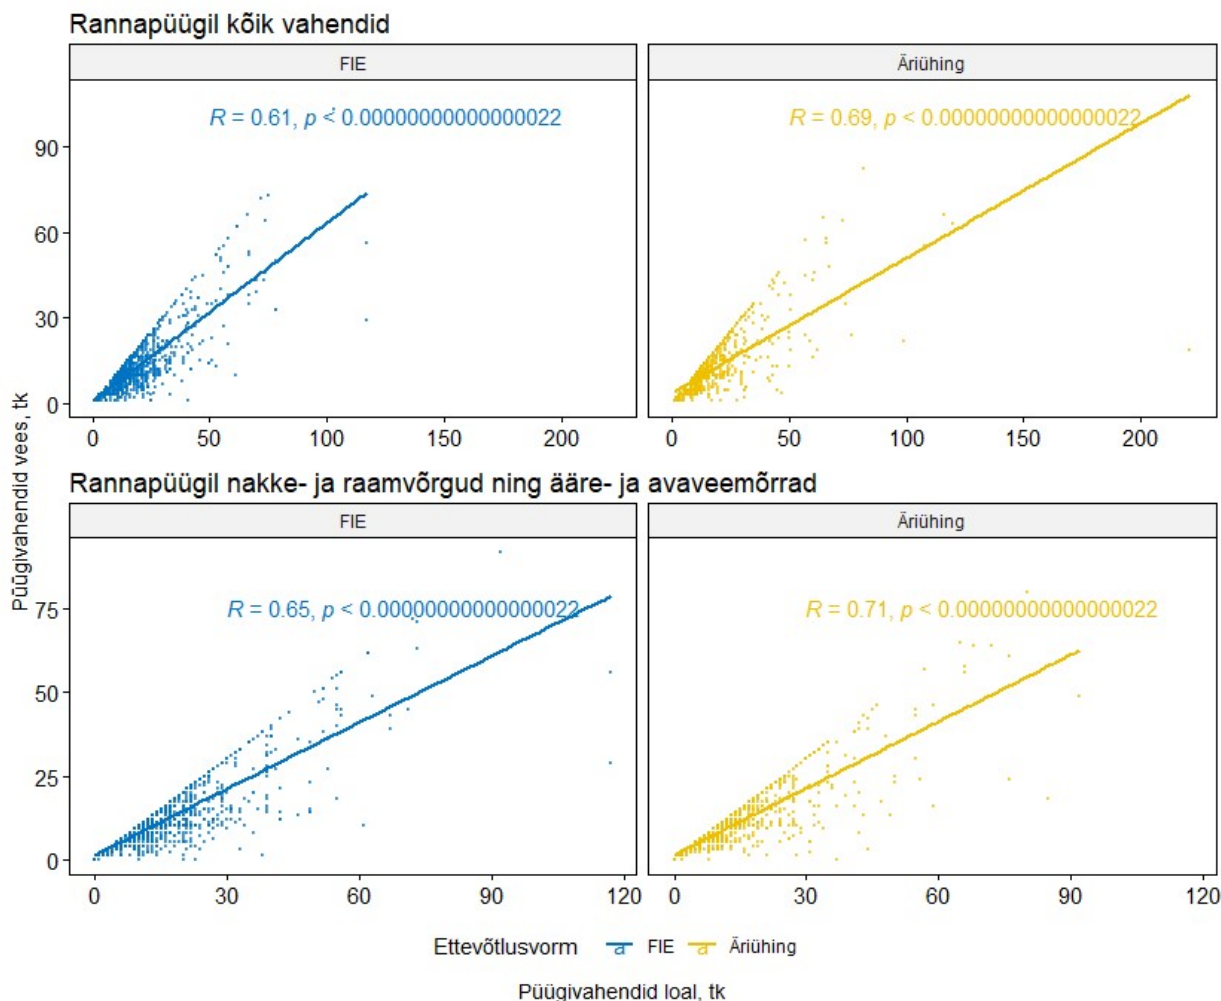 Rannapüügil kõik vahendid
FIE
Äriühing
R = 0.61, p < 0.00000000000000022
R = 0.69, p < 0.00000000000000022
90
60
30
0
0 50 100 150 200
0 50 100 150 200
Püügivahendid vees, tk
Rannapüügil nakke- ja raamvõrgud ning ääre- ja avaveemõrrad
FIE
Äriühing
R = 0.65, p < 0.00000000000000022
R = 0.71, p < 0.00000000000000022
75
50
25
0
0 30 60 90 120
0 30 60 90 120
Ettevõtlusvorm a FIE a Äriühing
Püügivahendid loal, tk